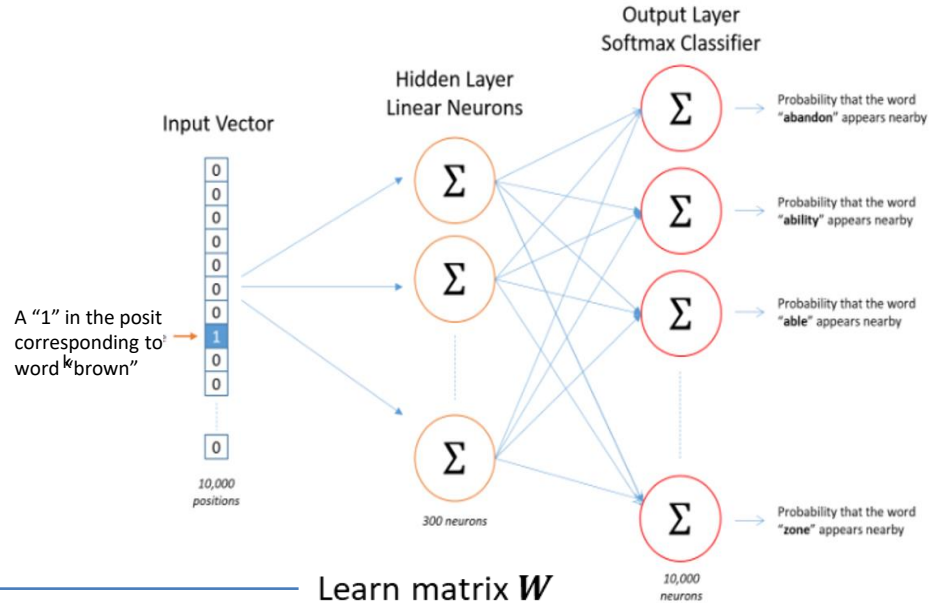 Output Layer
Softmax Classifier
Hidden Layer
Linear Neurons
Input Vector
0
0
0
0
0
0
0
1
0
0
0
A “1” in the posit
corresponding to
word “brown”
10,000
positions
Σ
Σ
Σ
300 neurons
Σ
Σ
Σ
Σ
10,000
neurons
Probability that the word
“abandon” appears nearby
Probability that the word
“ability” appears nearby
Probability that the word
“able” appears nearby
Probability that the word
“zone” appears nearby
Learn matrix W